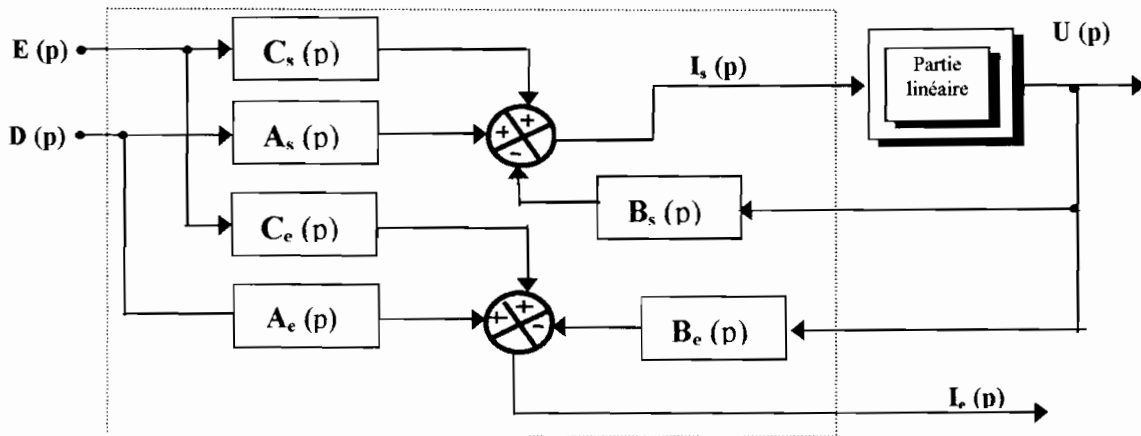 E (p)
C_s (p)
I_s (p)
Partie
linéaire
U (p)
D (p)
A_s (p)
+ + -
B_s (p)
C_e (p)
A_e (p)
+ + -
B_e (p)
I_e (p)